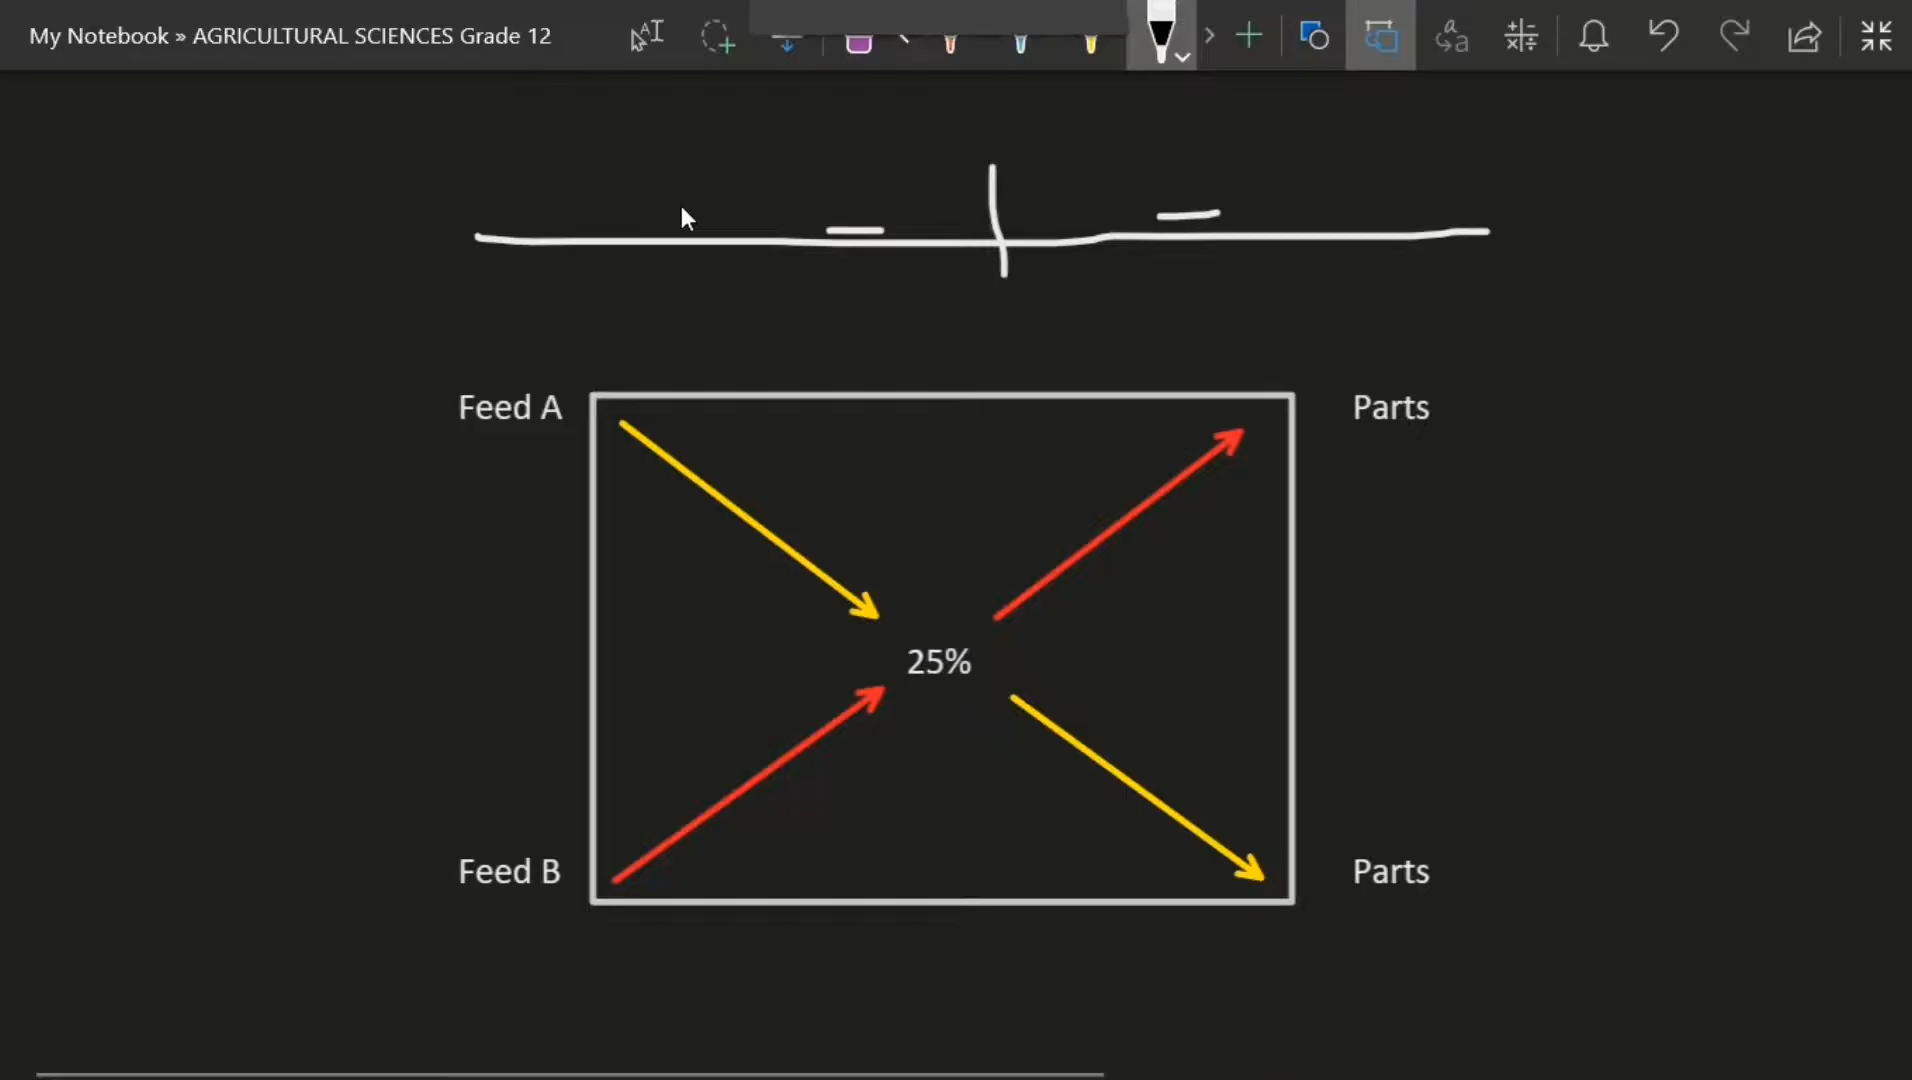 My Notebook » AGRICULTURAL SCIENCES Grade 12
Feed A
Parts
25%
Feed B
Parts